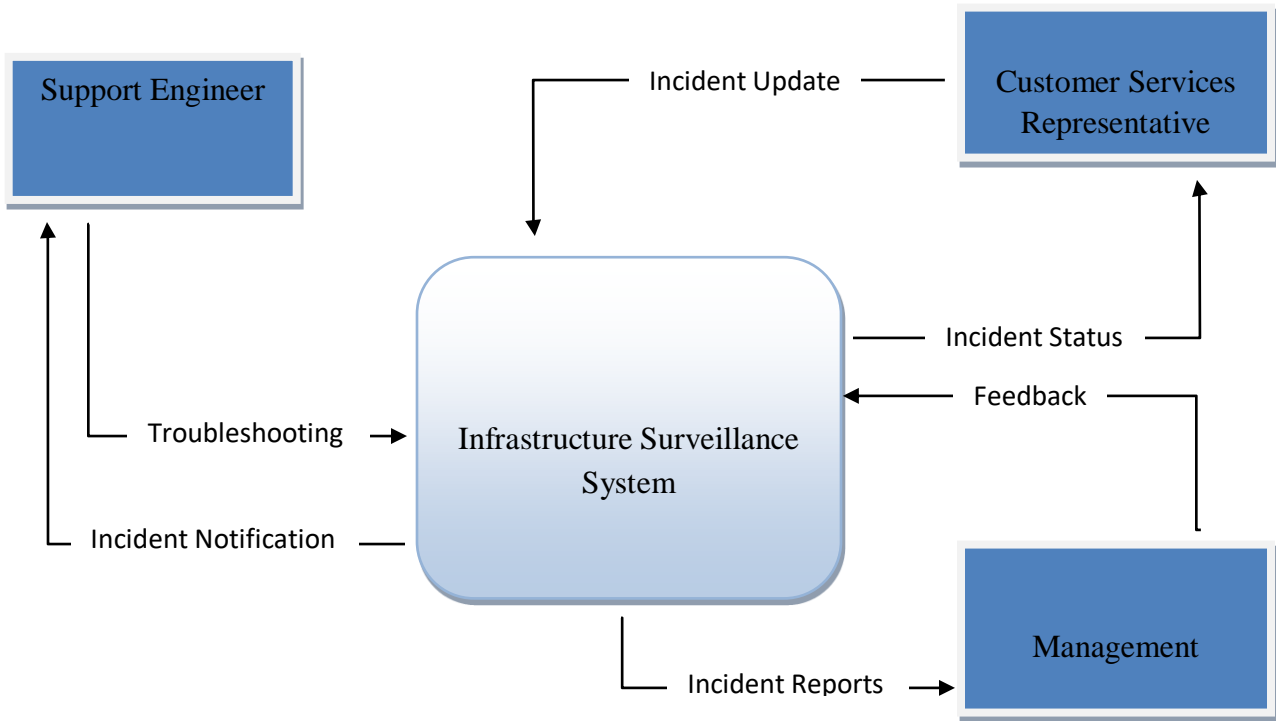 Support Engineer
Incident Update
Customer Services
Representative
Incident Status
Feedback
Troubleshooting
Infrastructure Surveillance
System
Incident Notification
Management
Incident Reports